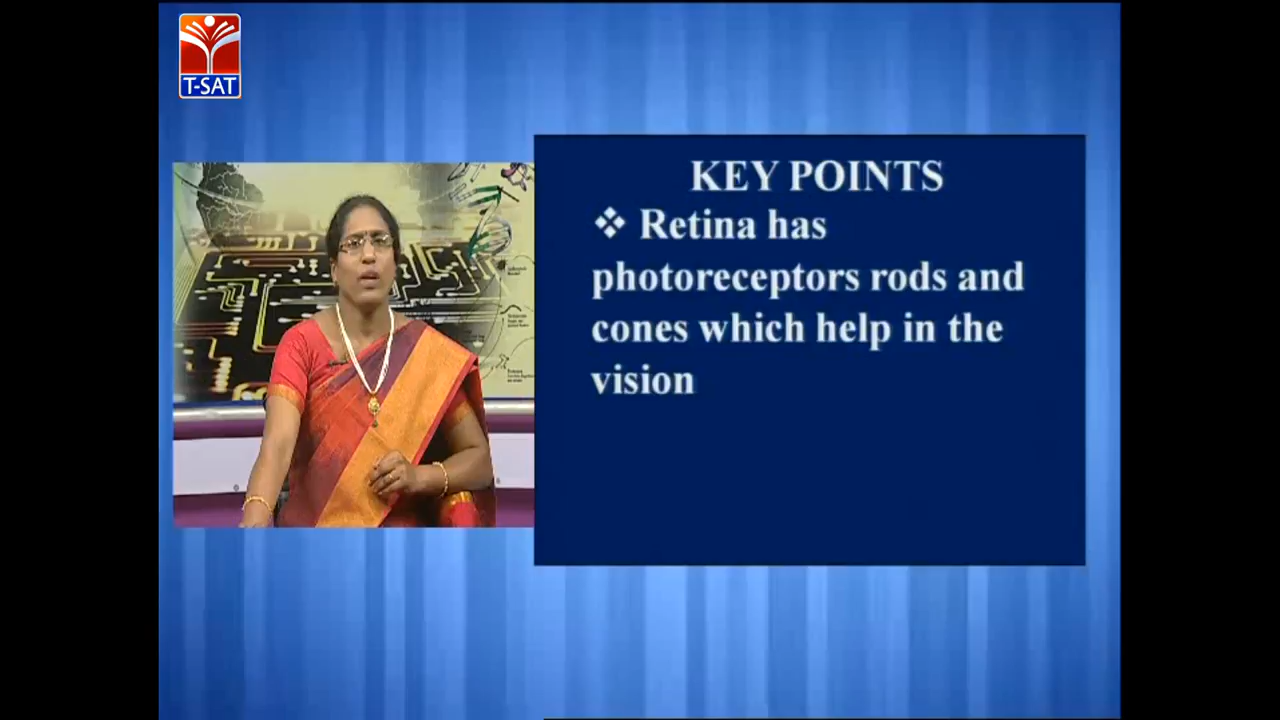 T-SAT
KEY POINTS
❖ Retina has
photoreceptors rods and
cones which help in the
vision